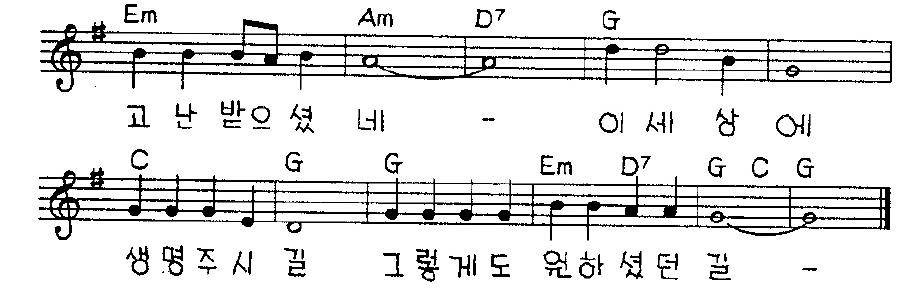 Em Am D7 G
고 난 받으 셨 네 - 이 세 상 에
C G G Em D7 G C G
생 명 주 시 길 그 렇 게 도 원 하 셨 던 길 -